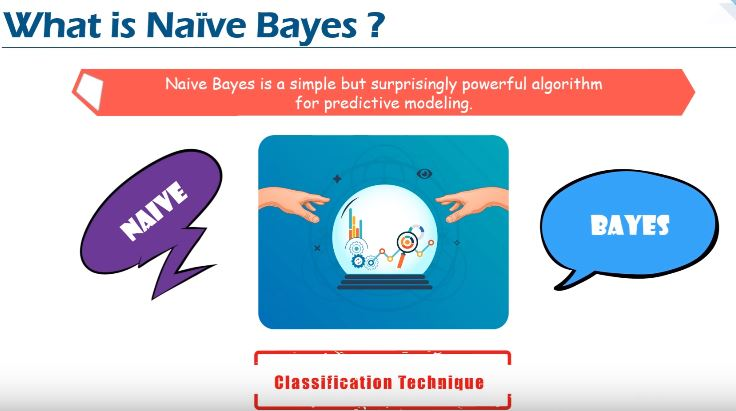 What is Naïve Bayes ?
Naive Bayes is a simple but surprisingly powerful algorithm
for predictive modeling.
NAIVE
BAYES
Classification Technique